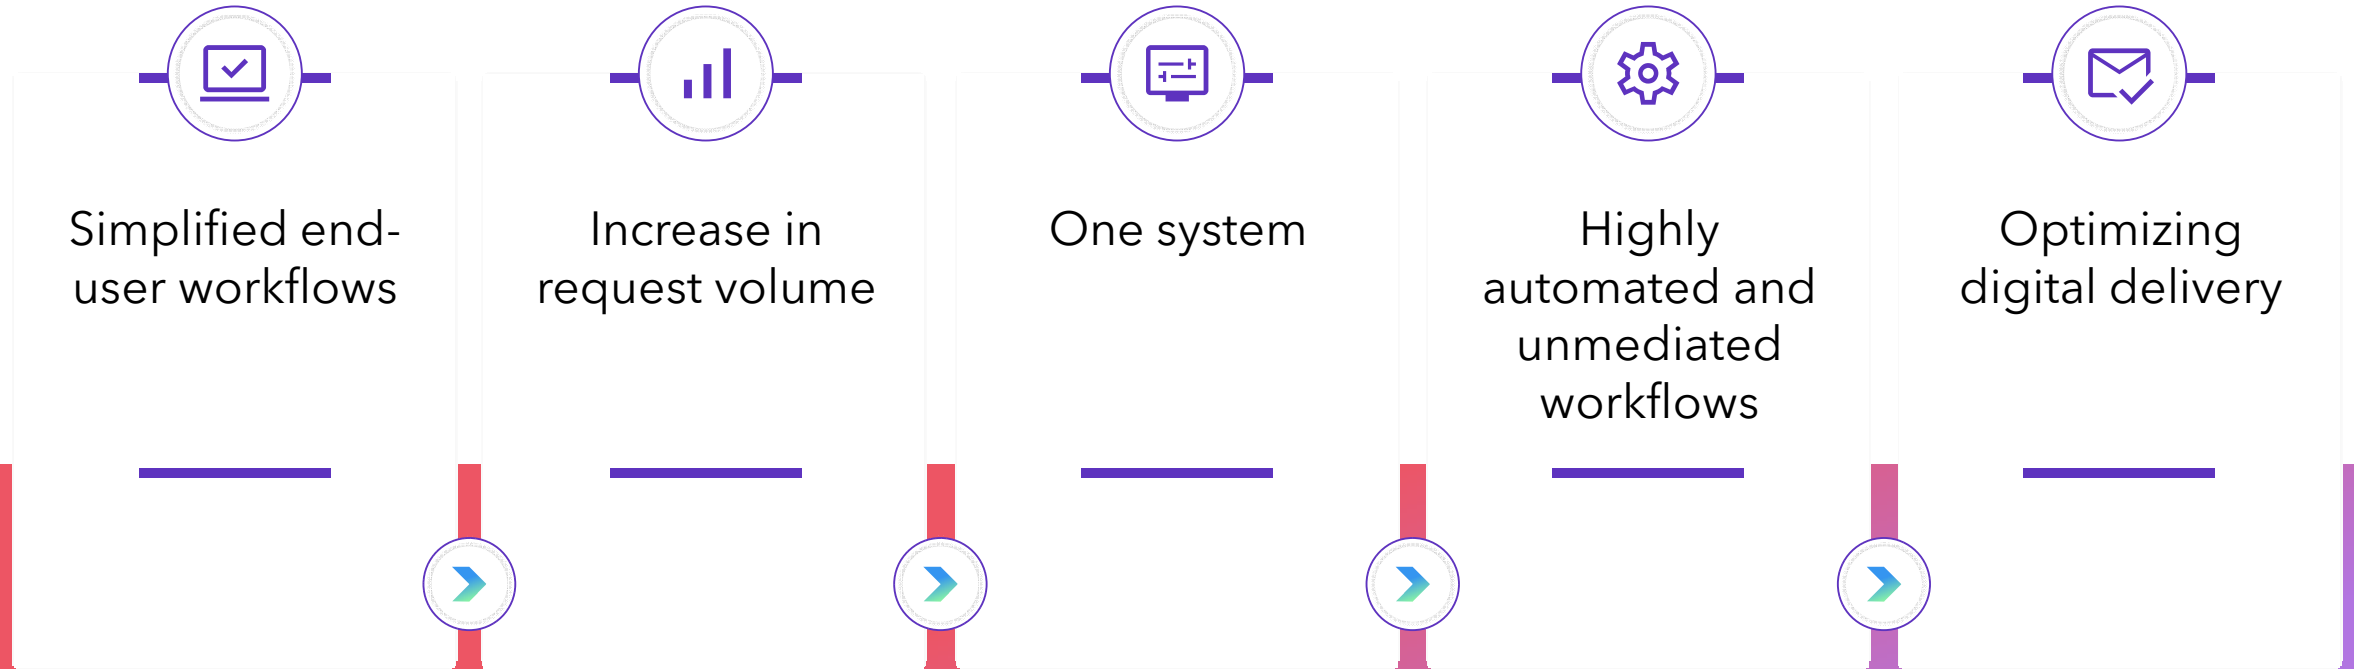 Simplified end-
user workflows
Increase in
request volume
One system
Highly
automated and
unmediated
workflows
Optimizing
digital delivery